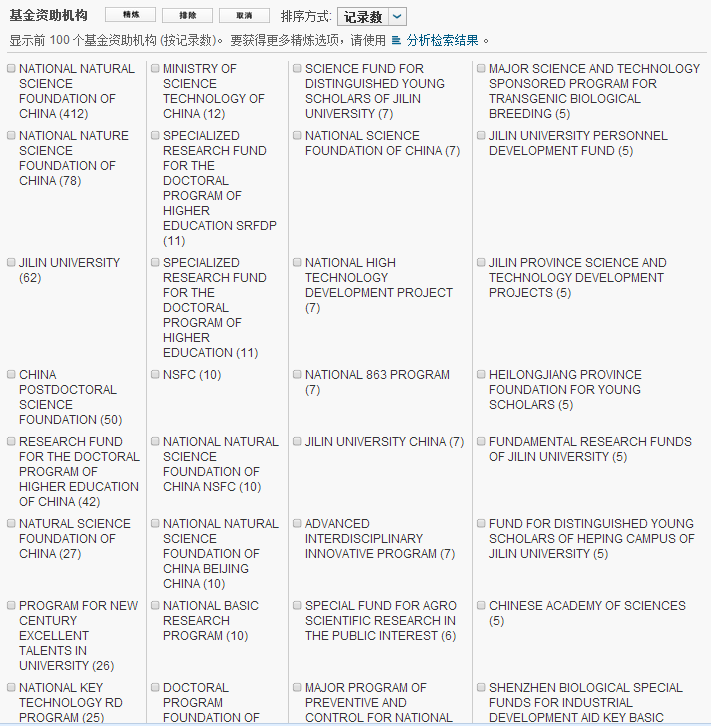 基金资助机构 精炼 排除 取消 排序方式: 记录数
显示前 100 个基金资助机构 (按记录数)。 要获得更多精炼选项，请使用 分析检索结果 。
NATIONAL NATURAL
SCIENCE
FOUNDATION OF
CHINA (412)
MINISTRY OF
SCIENCE
TECHNOLOGY OF
CHINA (12)
SCIENCE FUND FOR
DISTINGUISHED YOUNG
SCHOLARS OF JILIN
UNIVERSITY (7)
MAJOR SCIENCE AND TECHNOLOGY
SPONSORED PROGRAM FOR
TRANSGENIC BIOLOGICAL
BREEDING (5)
NATIONAL NATURE
SCIENCE
FOUNDATION OF
CHINA (78)
SPECIALIZED
RESEARCH FUND
FOR THE
DOCTORAL
PROGRAM OF
HIGHER
EDUCATION SRFDP
(11)
NATIONAL SCIENCE
FOUNDATION OF CHINA (7)
JILIN UNIVERSITY PERSONNEL
DEVELOPMENT FUND (5)
JILIN UNIVERSITY
(62)
SPECIALIZED
RESEARCH FUND
FOR THE
DOCTORAL
PROGRAM OF
HIGHER
EDUCATION (11)
NATIONAL HIGH
TECHNOLOGY
DEVELOPMENT PROJECT
(7)
JILIN PROVINCE SCIENCE AND
TECHNOLOGY DEVELOPMENT
PROJECTS (5)
CHINA
POSTDOCTORAL
SCIENCE
FOUNDATION (50)
NSFC (10)
NATIONAL 863 PROGRAM
(7)
HEILONGJIANG PROVINCE
FOUNDATION FOR YOUNG
SCHOLARS (5)
RESEARCH FUND
FOR THE DOCTORAL
PROGRAM OF
HIGHER EDUCATION
OF CHINA (42)
NATIONAL NATURAL
SCIENCE
FOUNDATION OF
CHINA NSFC (10)
JILIN UNIVERSITY CHINA (7)
FUNDAMENTAL RESEARCH FUNDS
OF JILIN UNIVERSITY (5)
NATURAL SCIENCE
FOUNDATION OF
CHINA (27)
NATIONAL NATURAL
SCIENCE
FOUNDATION OF
CHINA BEIJING
CHINA (10)
ADVANCED
INTERDISCIPLINARY
INNOVATIVE PROGRAM (7)
FUND FOR DISTINGUISHED YOUNG
SCHOLARS OF HEPING CAMPUS OF
JILIN UNIVERSITY (5)
PROGRAM FOR NEW
CENTURY
EXCELLENT
TALENTS IN
UNIVERSITY (26)
NATIONAL BASIC
RESEARCH
PROGRAM (10)
SPECIAL FUND FOR AGRO
SCIENTIFIC RESEARCH IN
THE PUBLIC INTEREST (6)
CHINESE ACADEMY OF SCIENCES
(5)
NATIONAL KEY
TECHNOLOGY RD
PROGRAM (25)
DOCTORAL
PROGRAM
FOUNDATION OF
MAJOR PROGRAM OF
PREVENTIVE AND
CONTROL FOR NATIONAL
SHENZHEN BIOLOGICAL SPECIAL
FUNDS FOR INDUSTRIAL
DEVELOPMENT AID KEY BASIC